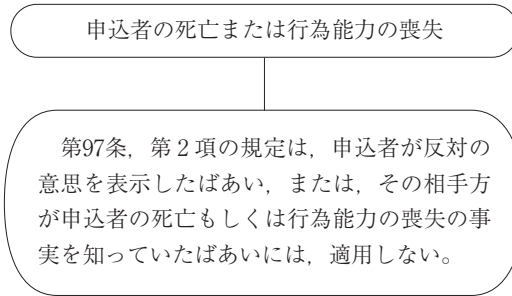 申込者の死亡または行為能力の喪失
第97条，第２項の規定は，申込者が反対の
意思を表示したばあい，または，その相手方
が申込者の死亡もしくは行為能力の喪失の事
実を知っていたばあいには，適用しない。